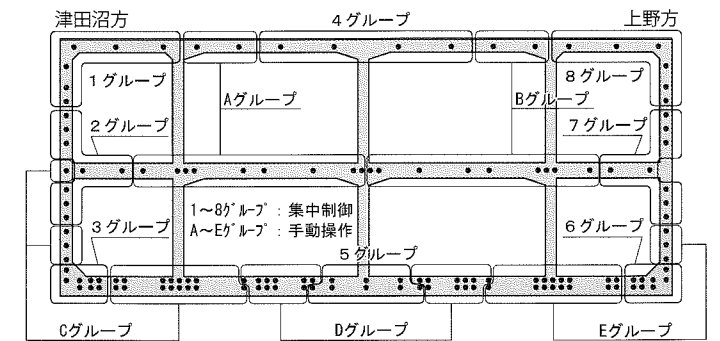 津田沼方
4グループ
上野方
1グループ
8グループ
Aグループ
Bグループ
2グループ
7グループ
1~8グループ:集中制御
A~Eグループ:手動操作
3グループ
6グループ
5グループ
Cグループ
Dグループ
Eグループ